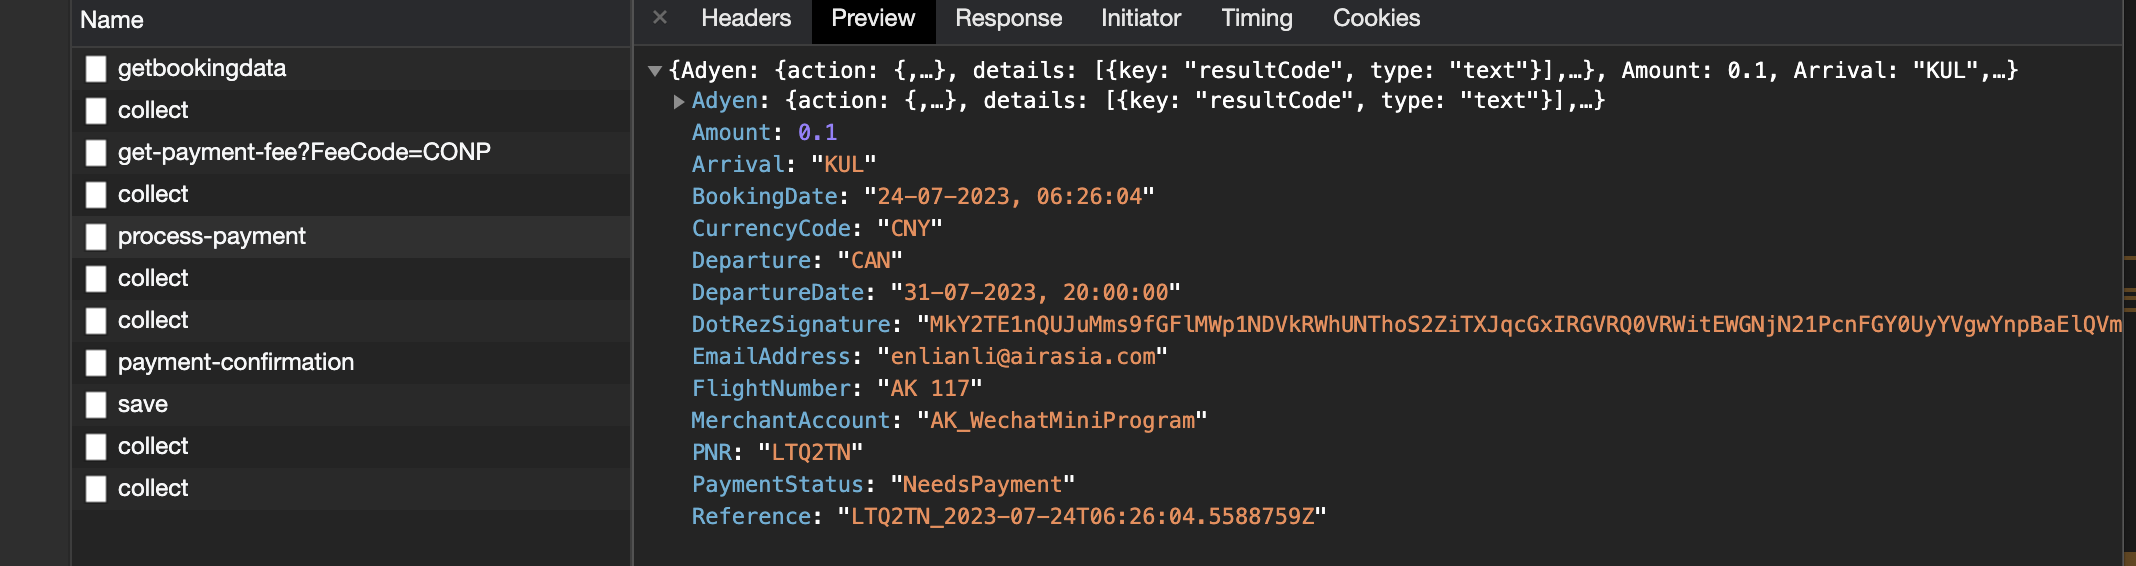 Name
getbookingdata
collect
get-payment-fee?FeeCode=CONP
collect
process-payment
collect
collect
payment-confirmation
save
collect
collect
× Headers Preview Response Initiator Timing Cookies
▼{Adyen: {action: {,…}, details: [{key: "resultCode", type: "text"}],…}, Amount: 0.1, Arrival: "KUL",…}
▶Adyen: {action: {,…}, details: [{key: "resultCode", type: "text"}],…}
Amount: 0.1
Arrival: "KUL"
BookingDate: "24-07-2023, 06:26:04"
CurrencyCode: "CNY"
Departure: "CAN"
DepartureDate: "31-07-2023, 20:00:00"
DotRezSignature: "MkY2TE1nQUJuMms9fGFlMWp1NDVkRWhUNThoS2ZiTXJqcGxIRGVRQ0VRWitEWGNjN21PcnFGY0UyYVgwYnpBaElQVm
EmailAddress: "enlianli@airasia.com"
FlightNumber: "AK 117"
MerchantAccount: "AK_WechatMiniProgram"
PNR: "LTQ2TN"
PaymentStatus: "NeedsPayment"
Reference: "LTQ2TN_2023-07-24T06:26:04.5588759Z"